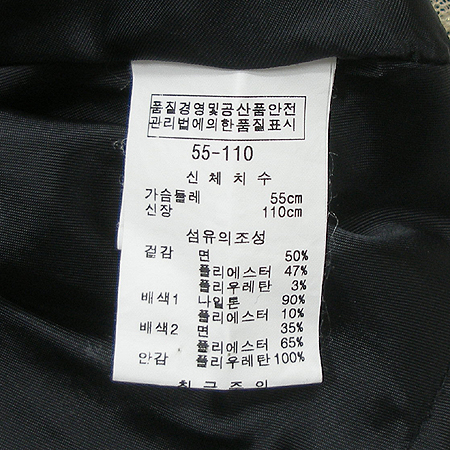 품질경영및공산품안전
관리법에의한품질표시
55-110
신체치수
가슴둘레 55cm
신장 110cm
섬유의조성
겉감 면 50%
폴리에스터 47%
폴리우레탄 3%
배색1 나일론 90%
폴리에스터 10%
배색2 면 35%
폴리에스터 65%
안감 폴리우레탄 100%
취급주의